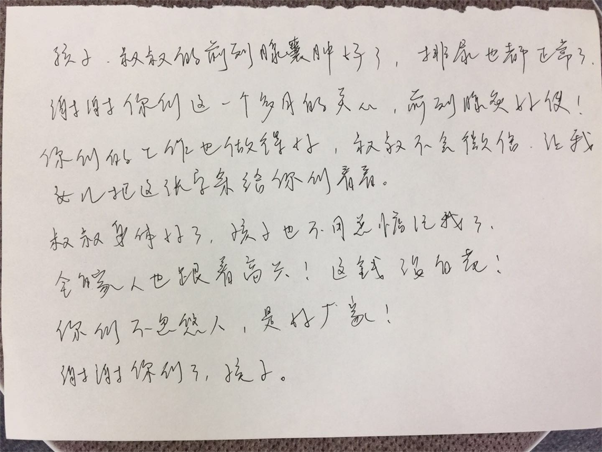 孩子.叔叔的前列腺囊肿好了，排尿也都正常了.
谢谢你们这一个多月的关心，前列腺灸好使！
你们的工作也做得好，叔叔不会微信.让我
女儿把这张字条给你们看看。
叔叔身体好了，孩子也不用总惦记我了.
全家人也跟着高兴！这钱没白花！
你们不忽悠人，是好厂家！
谢谢你们了，孩子。